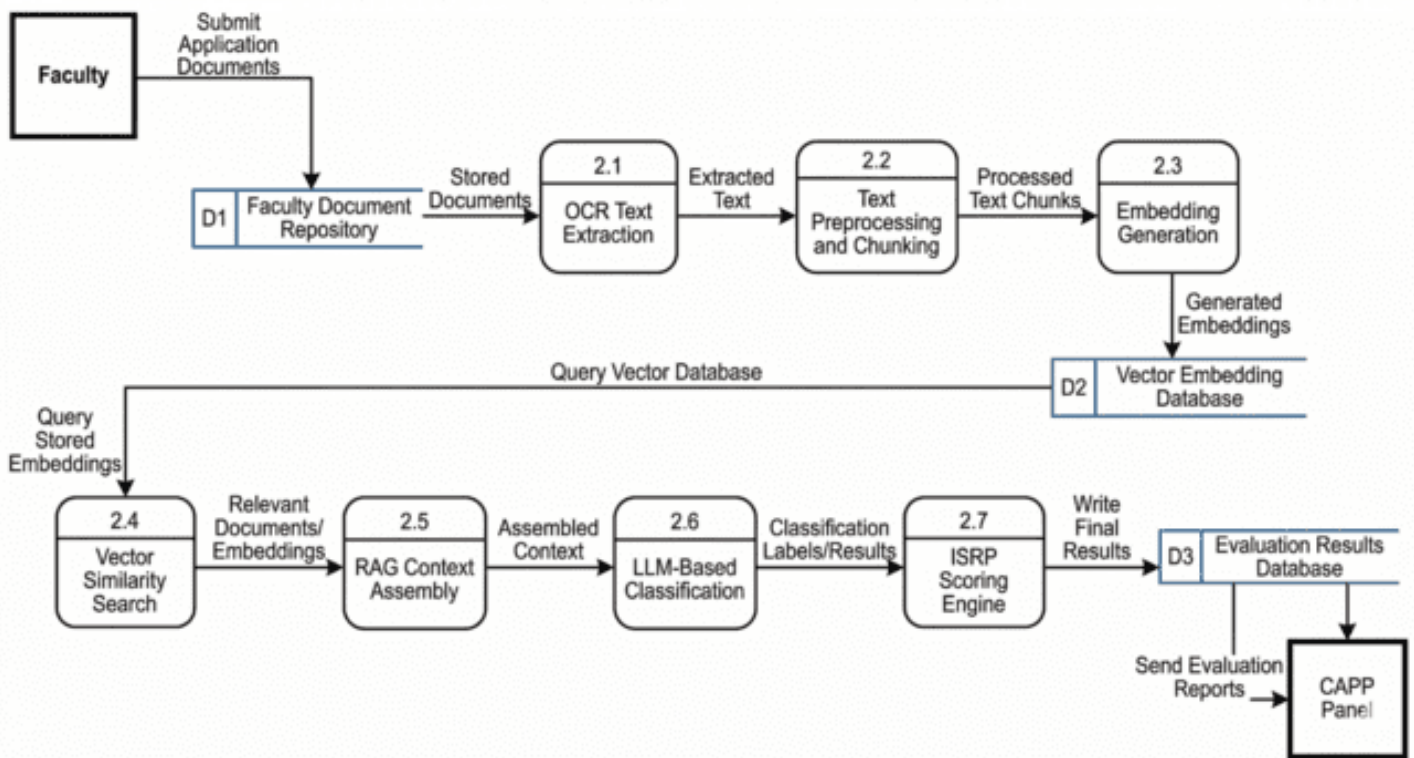 Submit
Application
Documents
Faculty
2.1
OCR Text
Extraction
2.2
Text
Preprocessing
and Chunking
2.3
Embedding
Generation
Stored
Documents
Extracted
Text
Processed
Text Chunks
D1
Faculty Document
Repository
Generated
Embeddings
Query Vector Database
D2
Vector Embedding
Database
Query
Stored
Embeddings
2.4
Vector
Similarity
Search
Relevant
Documents/
Embeddings
2.5
RAG Context
Assembly
Assembled
Context
2.6
LLM-Based
Classification
Classification
Labels/Results
2.7
ISRP
Scoring
Engine
Write
Final
Results
D3
Evaluation Results
Database
Send Evaluation
Reports
CAPP
Panel